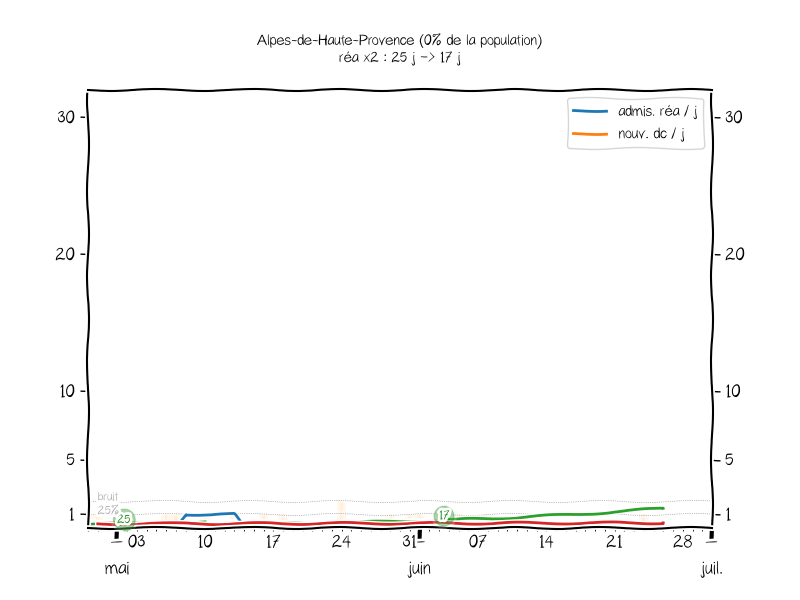 Alpes-de-Haute-Provence (0% de la population)
réa x2 : 25 j -> 17 j
admis. réa / j
nouv. dc / j
30
30
20
20
10
10
5
5
bruit
25%
1
1
25
17
03 10 17 24 31 07 14 21 28
mai juin juil.